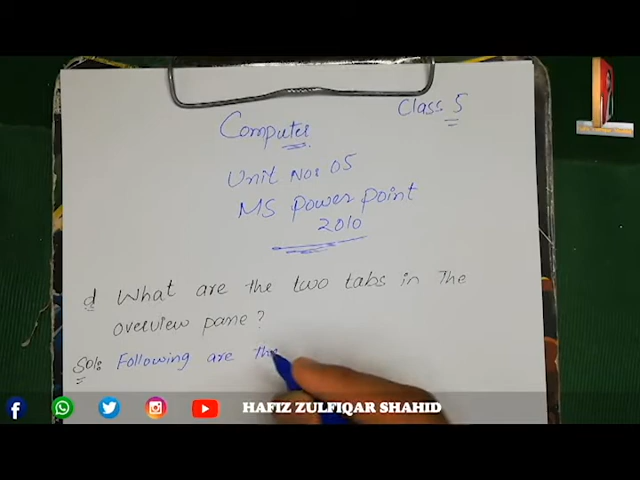 Class 5
Computer
Unit No: 05
MS Power Point
2010
d What are the two tabs in the
overview pane?
Sol: Following are the
HAFIZ ZULFIQAR SHAHID